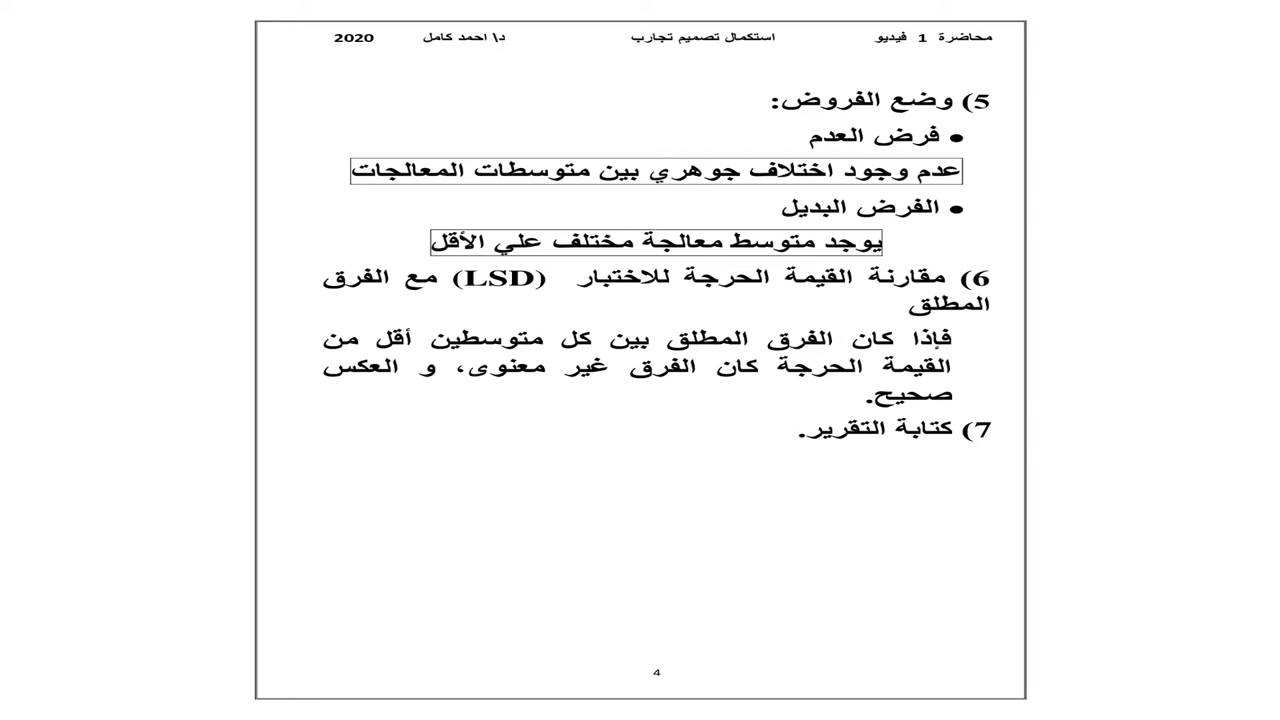 محاضرة 1 فيديو استكمال تصميم تجارب د\ احمد كامل 2020
5) وضع الفروض:
• فرض العدم
عدم وجود اختلاف جوهري بين متوسطات المعالجات
• الفرض البديل
يوجد متوسط معالجة مختلف علي الأقل
6) مقارنة القيمة الحرجة للاختبار (LSD) مع الفرق
المطلق
فإذا كان الفرق المطلق بين كل متوسطين أقل من
القيمة الحرجة كان الفرق غير معنوى، و العكس
صحيح.
7) كتابة التقرير.
4